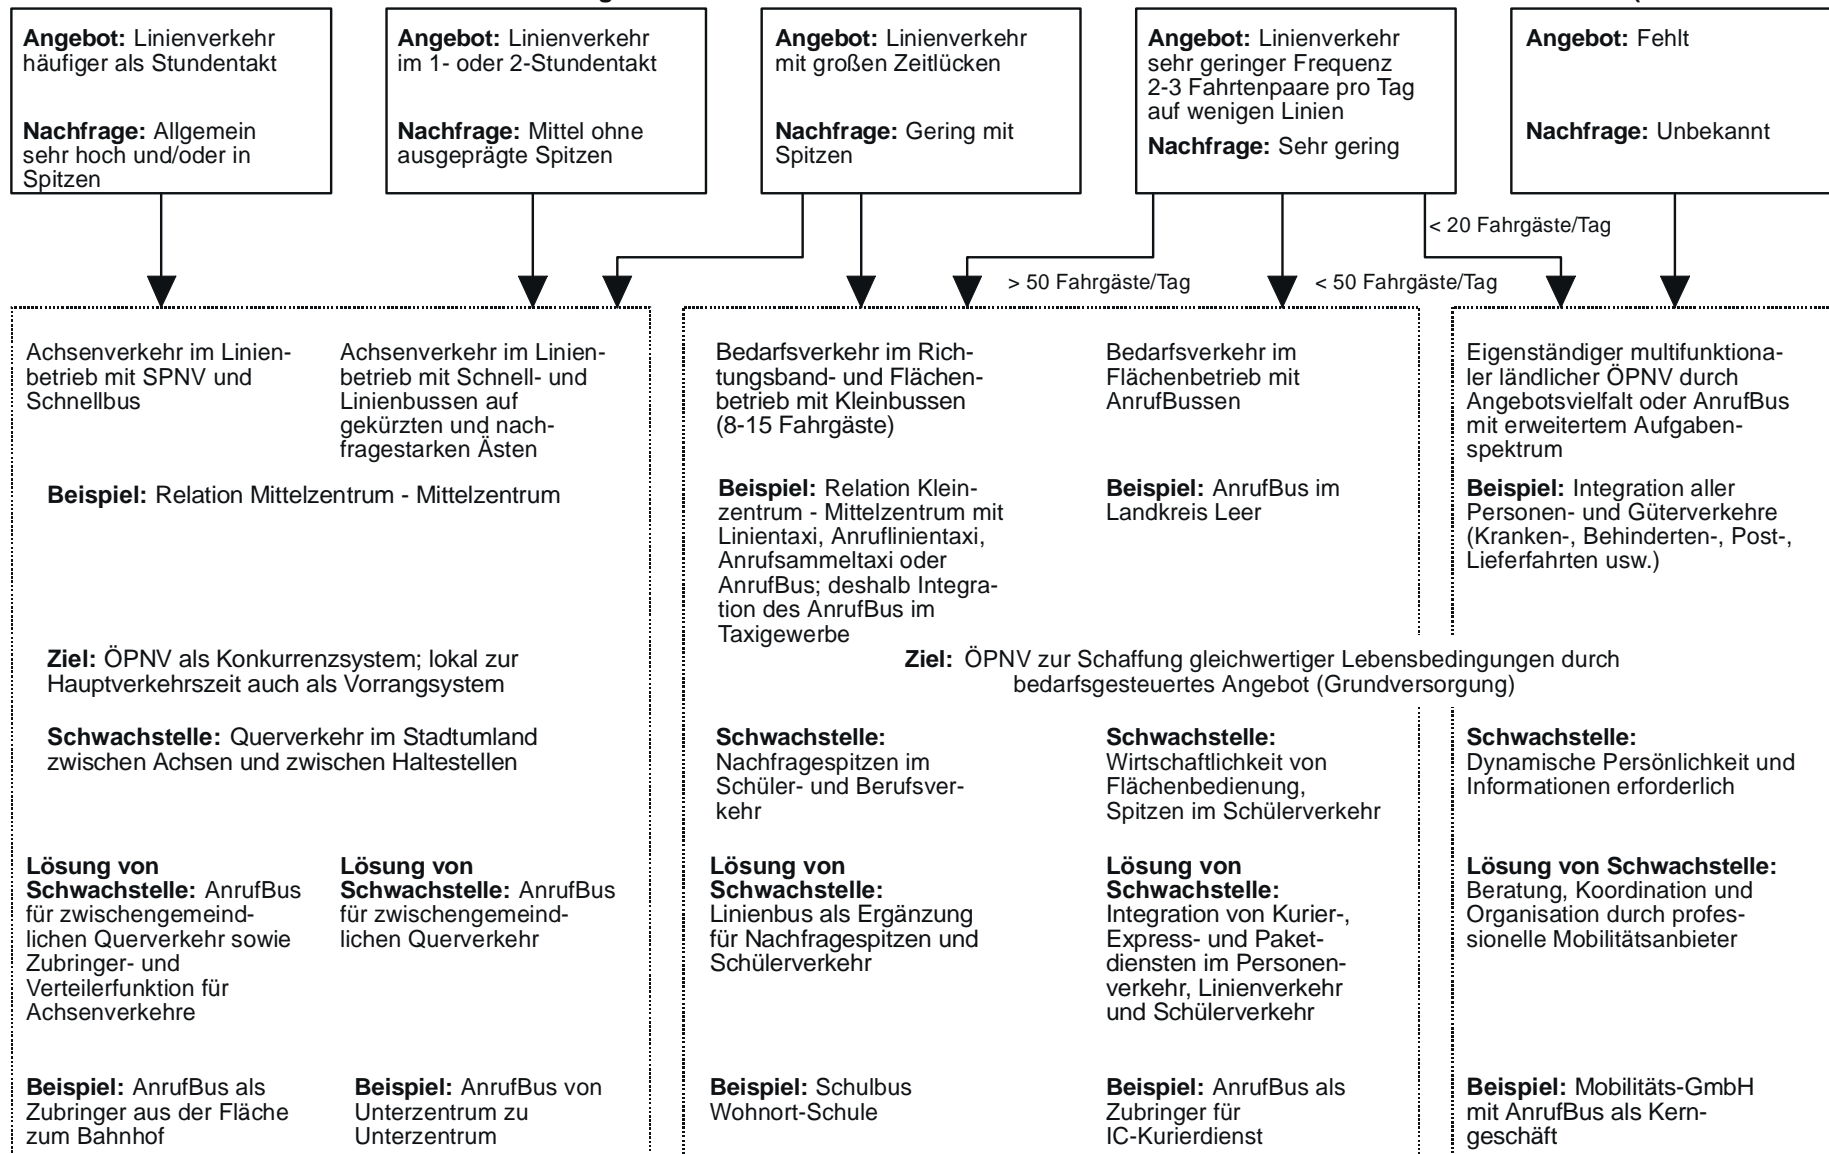 Angebot: Linienverkehr
häufiger als Stundentakt
Nachfrage: Allgemein
sehr hoch und/oder in
Spitzen
Angebot: Linienverkehr
im 1- oder 2-Stundentakt
Nachfrage: Mittel ohne
ausgeprägte Spitzen
Angebot: Linienverkehr
mit großen Zeitlücken
Nachfrage: Gering mit
Spitzen
Angebot: Linienverkehr
sehr geringer Frequenz
2-3 Fahrtenpaare pro Tag
auf wenigen Linien
Nachfrage: Sehr gering
Angebot: Fehlt
Nachfrage: Unbekannt
< 20 Fahrgäste/Tag
> 50 Fahrgäste/Tag
< 50 Fahrgäste/Tag
Achsenverkehr im Linien-
betrieb mit SPNV und
Schnellbus
Achsenverkehr im Linien-
betrieb mit Schnell- und
Linienbussen auf
gekürzten und nach-
fragestarken Ästen
Beispiel: Relation Mittelzentrum - Mittelzentrum
Ziel: ÖPNV als Konkurrenzsystem; lokal zur
Hauptverkehrszeit auch als Vorrangsystem
Schwachstelle: Querverkehr im Stadtumland
zwischen Achsen und zwischen Haltestellen
Lösung von
Schwachstelle: AnrufBus
für zwischengemeind-
lichen Querverkehr sowie
Zubringer- und
Verteilerfunktion für
Achsenverkehre
Lösung von
Schwachstelle: AnrufBus
für zwischengemeind-
lichen Querverkehr
Beispiel: AnrufBus als
Zubringer aus der Fläche
zum Bahnhof
Beispiel: AnrufBus von
Unterzentrum zu
Unterzentrum
Bedarfsverkehr im Rich-
tungsband- und Flächen-
betrieb mit Kleinbussen
(8-15 Fahrgäste)
Beispiel: Relation Klein-
zentrum - Mittelzentrum mit
Linientaxi, Anruflinientaxi,
Anrufsammeltaxi oder
AnrufBus; deshalb Integra-
tion des AnrufBus im
Taxigewerbe
Bedarfsverkehr im
Flächenbetrieb mit
AnrufBussen
Beispiel: AnrufBus im
Landkreis Leer
Eigenständiger multifunktiona-
ler ländlicher ÖPNV durch
Angebotsvielfalt oder AnrufBus
mit erweitertem Aufgaben-
spektrum
Beispiel: Integration aller
Personen- und Güterverkehre
(Kranken-, Behinderten-, Post-,
Lieferfahrten usw.)
Ziel: ÖPNV zur Schaffung gleichwertiger Lebensbedingungen durch
bedarfsgesteuertes Angebot (Grundversorgung)
Schwachstelle:
Nachfragespitzen im
Schüler- und Berufsver-
kehr
Schwachstelle:
Wirtschaftlichkeit von
Flächenbedienung,
Spitzen im Schülerverkehr
Schwachstelle:
Dynamische Persönlichkeit und
Informationen erforderlich
Lösung von
Schwachstelle:
Linienbus als Ergänzung
für Nachfragespitzen und
Schülerverkehr
Lösung von
Schwachstelle:
Integration von Kurier-,
Express- und Paket-
diensten im Personen-
verkehr, Linienverkehr
und Schülerverkehr
Lösung von Schwachstelle:
Beratung, Koordination und
Organisation durch profes-
sionelle Mobilitätsanbieter
Beispiel: Schulbus
Wohnort-Schule
Beispiel: AnrufBus als
Zubringer für
IC-Kurierdienst
Beispiel: Mobilitäts-GmbH
mit AnrufBus als Kern-
geschäft